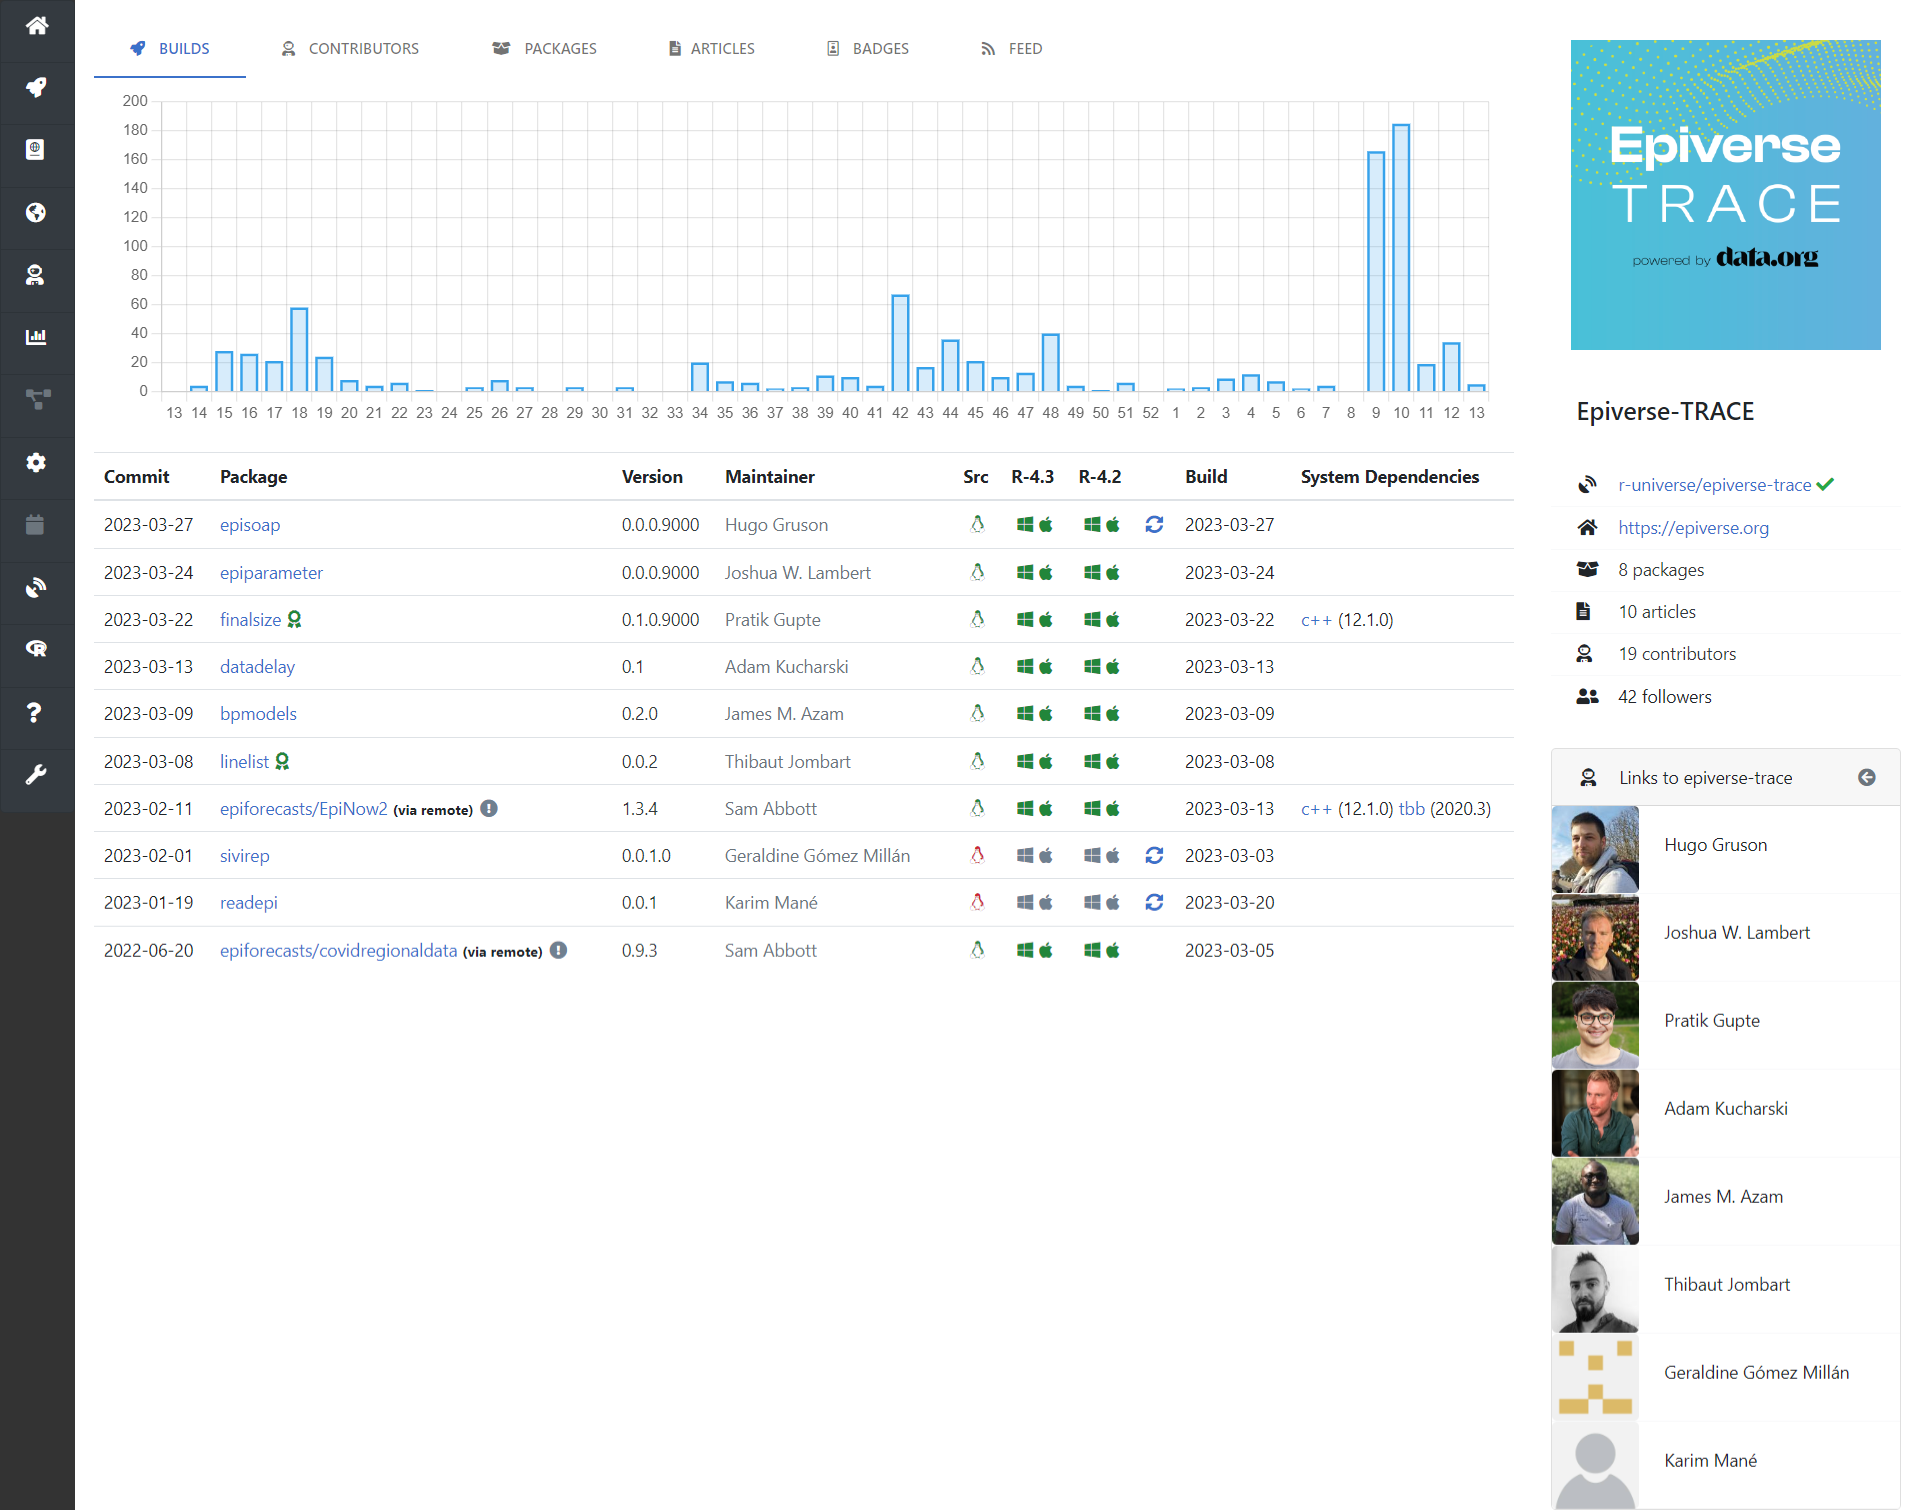 BUILDS CONTRIBUTORS PACKAGES ARTICLES BADGES FEED
200
180
160
140
120
100
80
60
40
20
0
13 14 15 16 17 18 19 20 21 22 23 24 25 26 27 28 29 30 31 32 33 34 35 36 37 38 39 40 41 42 43 44 45 46 47 48 49 50 51 52 1 2 3 4 5 6 7 8 9 10 11 12 13
Commit Package Version Maintainer Src R-4.3 R-4.2 Build System Dependencies
2023-03-27 episoap 0.0.0.9000 Hugo Gruson 2023-03-27
2023-03-24 epiparameter 0.0.0.9000 Joshua W. Lambert 2023-03-24
2023-03-22 finalsize 0.1.0.9000 Pratik Gupte 2023-03-22 c++ (12.1.0)
2023-03-13 datadelay 0.1 Adam Kucharski 2023-03-13
2023-03-09 bpmodels 0.2.0 James M. Azam 2023-03-09
2023-03-08 linelist 0.0.2 Thibaut Jombart 2023-03-08
2023-02-11 epiforecasts/EpiNow2 (via remote) 1.3.4 Sam Abbott 2023-03-13 c++ (12.1.0) tbb (2020.3)
2023-02-01 sivirep 0.0.1.0 Geraldine Gómez Millán 2023-03-03
2023-01-19 readepi 0.0.1 Karim Mané 2023-03-20
2022-06-20 epiforecasts/covidregionaldata (via remote) 0.9.3 Sam Abbott 2023-03-05
Epiverse
TRACE
powered by data.org
Epiverse-TRACE
r-universe/epiverse-trace
https://epiverse.org
8 packages
10 articles
19 contributors
42 followers
Links to epiverse-trace
Hugo Gruson
Joshua W. Lambert
Pratik Gupte
Adam Kucharski
James M. Azam
Thibaut Jombart
Geraldine Gómez Millán
Karim Mané